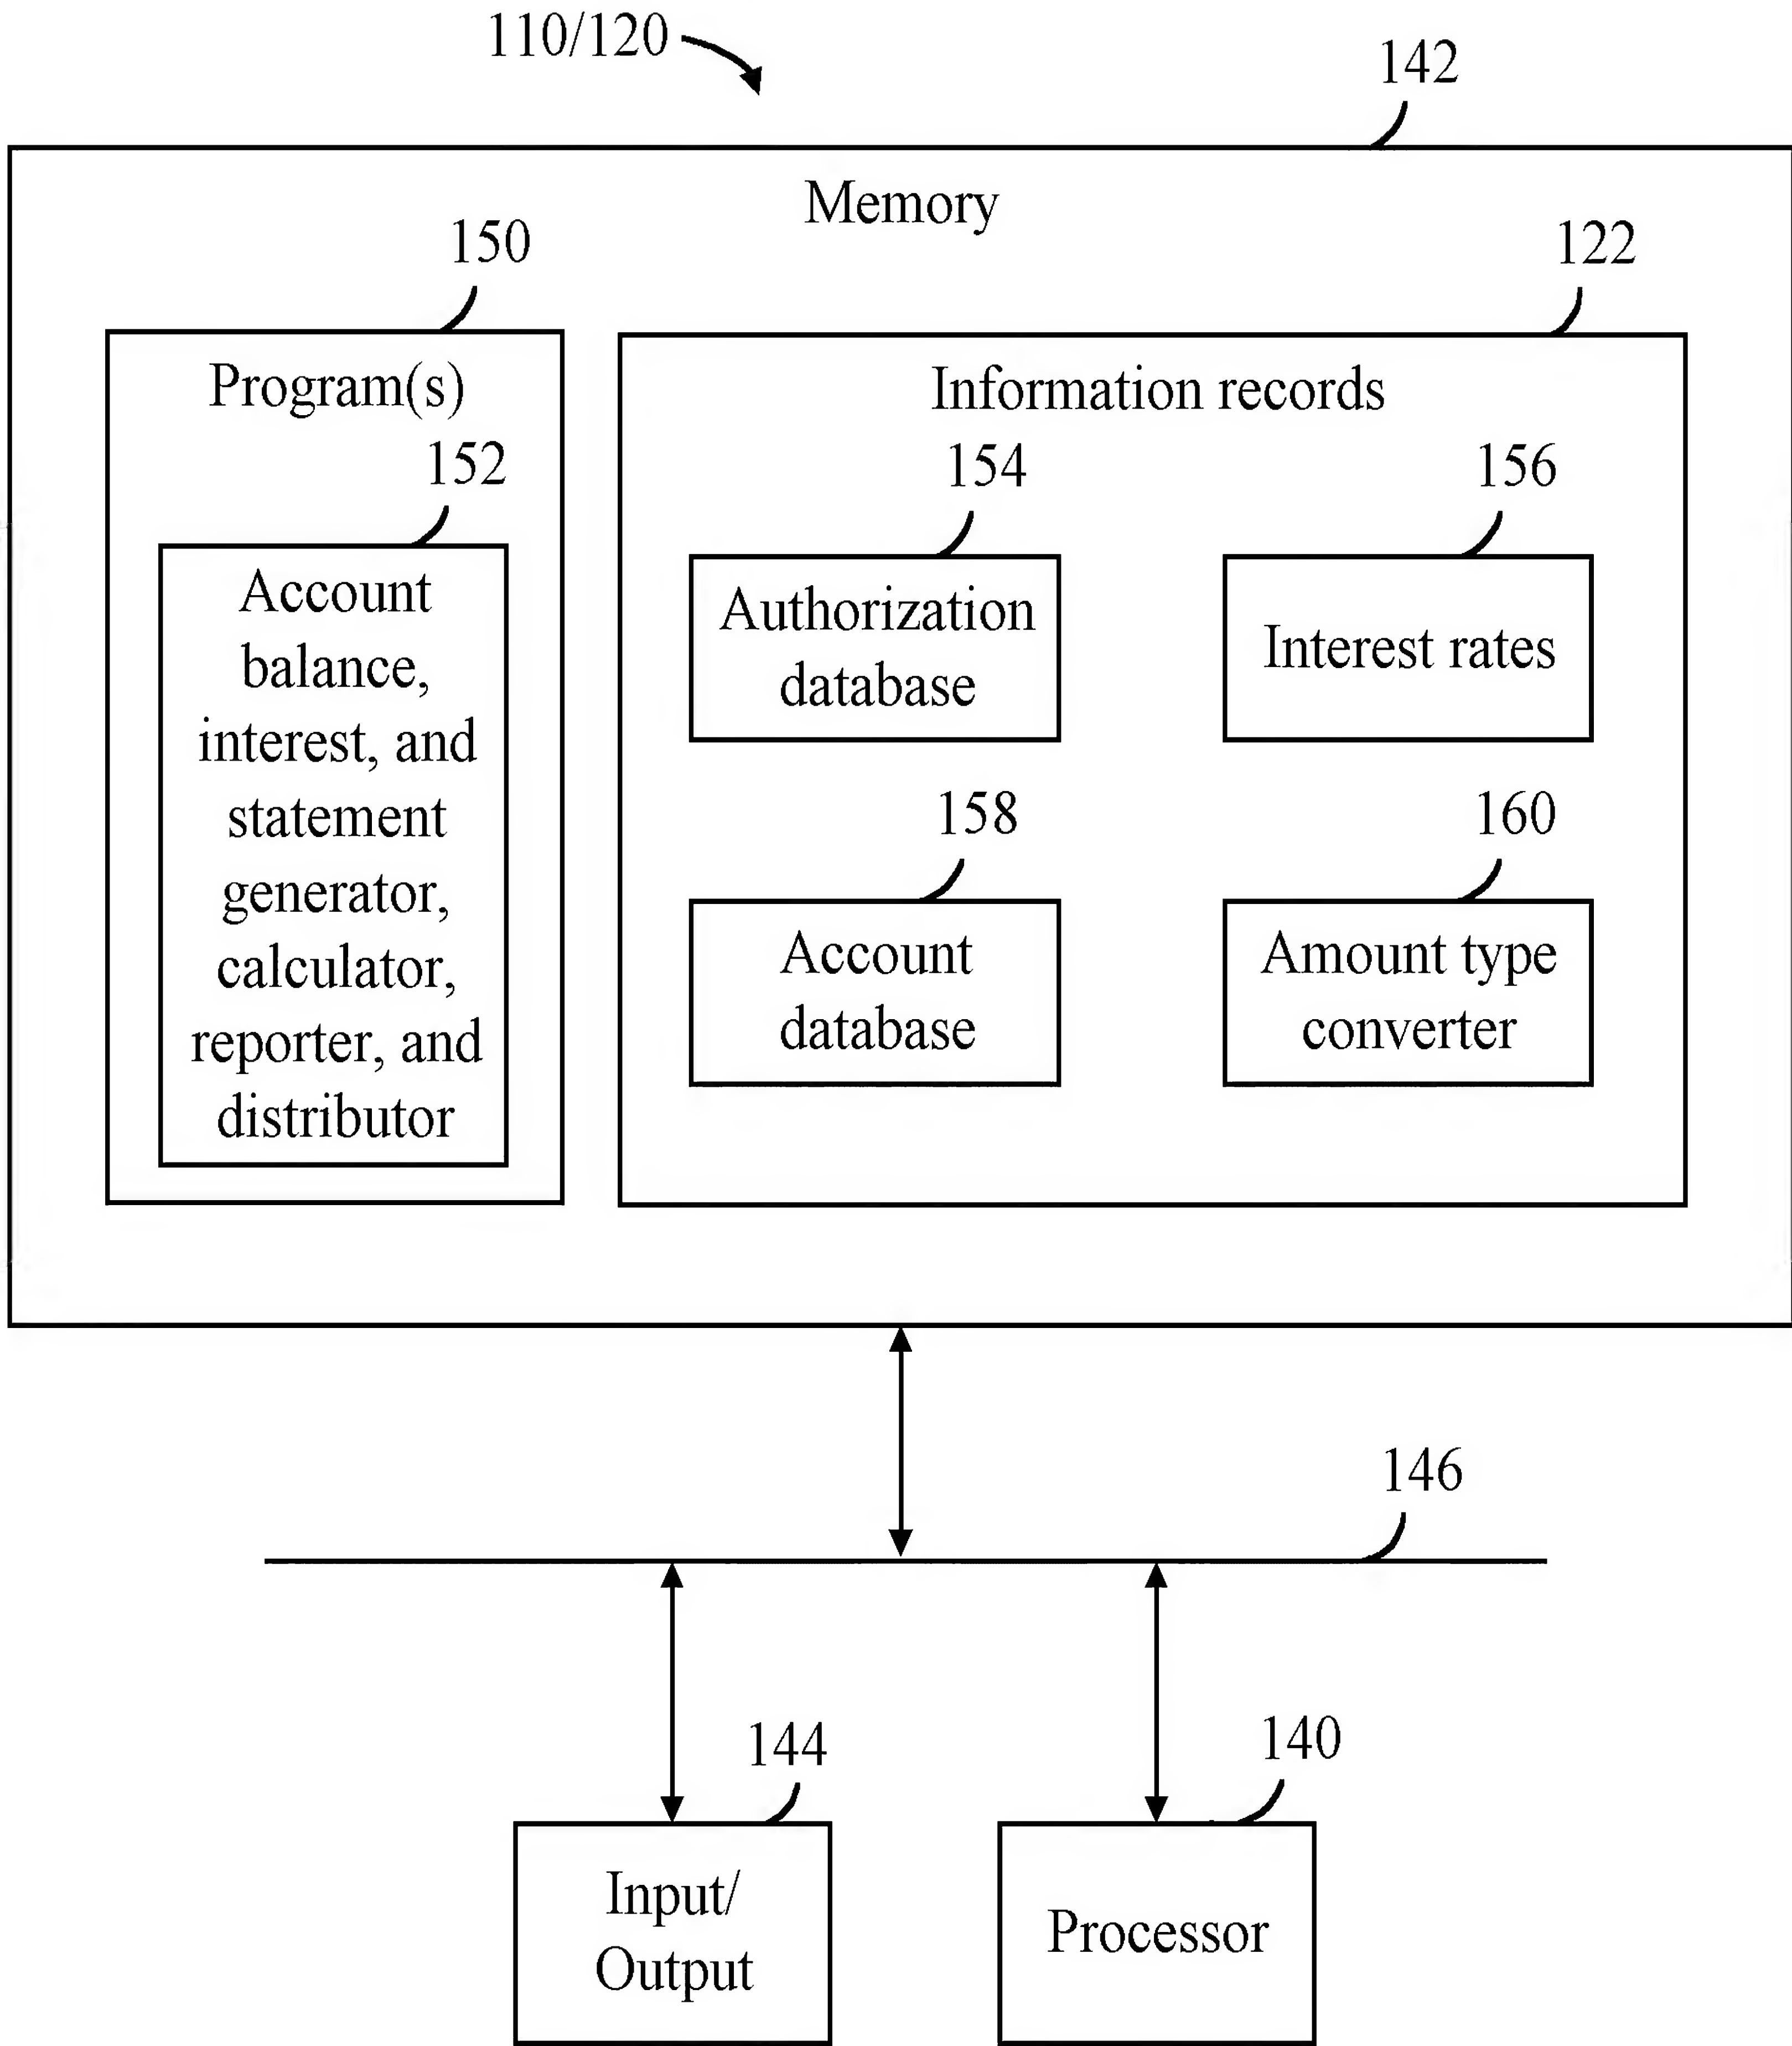 110/120
142
Memory
150
122
Program(s)
Information records
152
154
156
Account
balance,
interest, and
statement
generator,
calculator,
reporter, and
distributor
Authorization
database
Interest rates
158
160
Account
database
Amount type
converter
146
144
140
Input/
Output
Processor